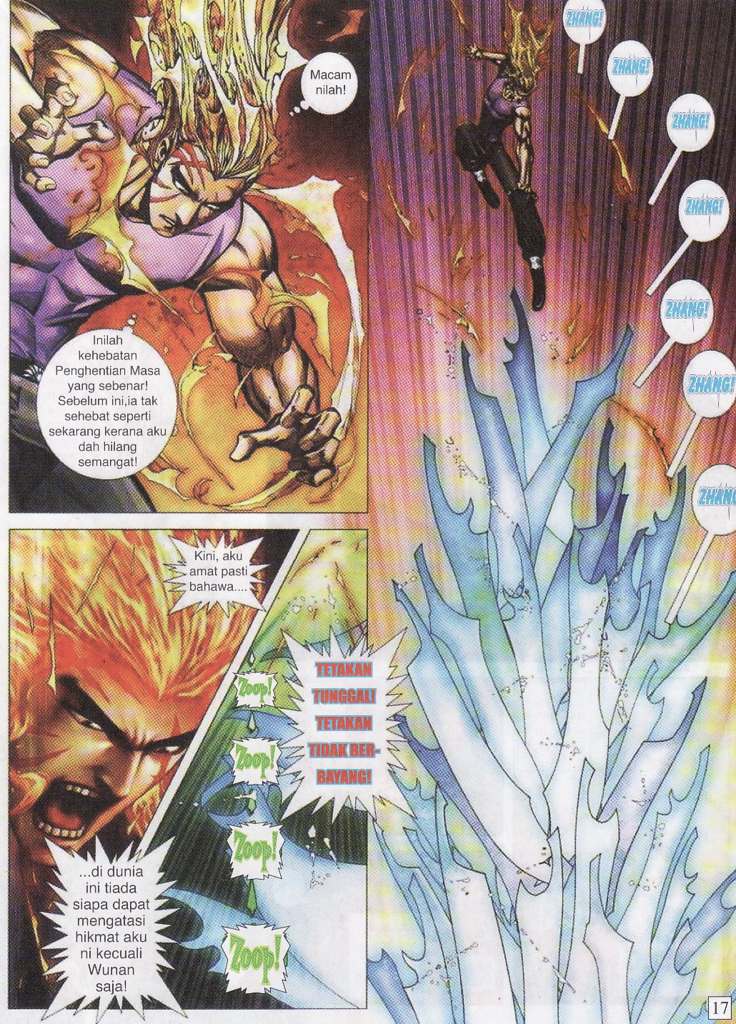 Macam
nilah!
Inilah
kehebatan
Penghentian Masa
yang sebenar!
Sebelum ini,ia tak
sehebat seperti
sekarang kerana aku
dah hilang
semangat!
ZHANG!
ZHANG!
ZHANG!
ZHANG!
ZHANG!
ZHANG!
ZHANG!
Kini, aku
amat pasti
bahawa....
TETAKAN
TUNGGAL!
TETAKAN
TIDAK BER-
BAYANG!
Zoop!
Zoop!
Zoop!
Zoop!
...di dunia
ini tiada
siapa dapat
mengatasi
hikmat aku
ni kecuali
Wunan
saja!
17